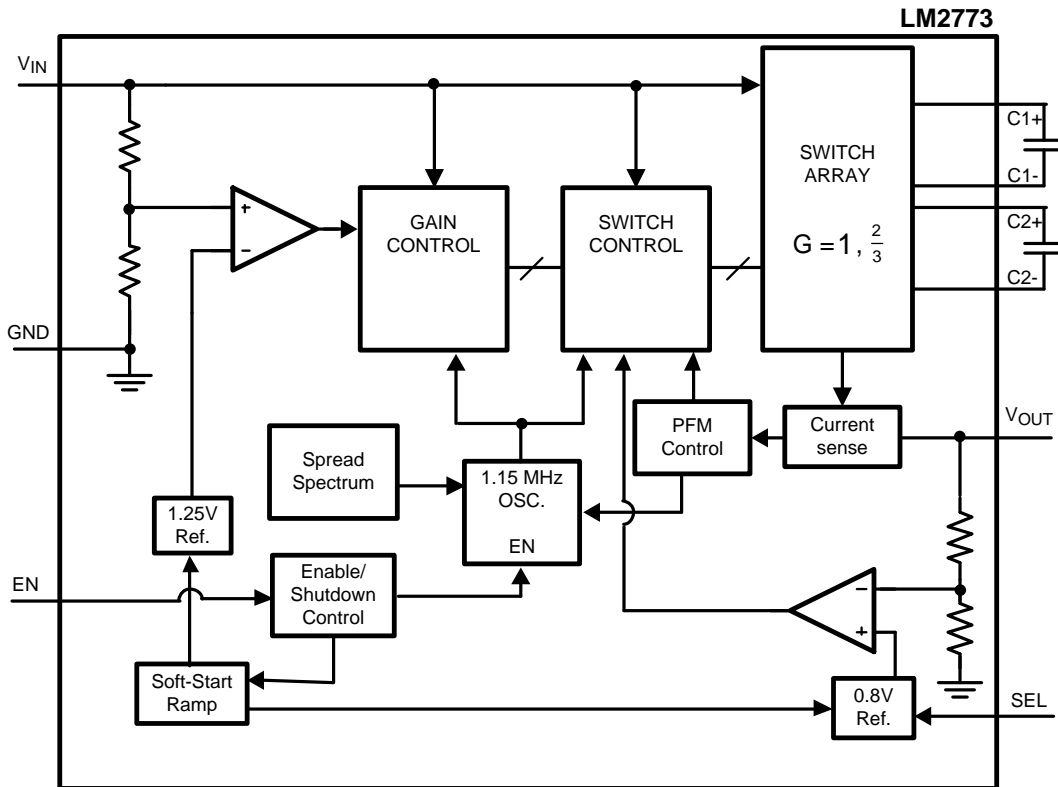 LM2773
VIN
C1+
C1-
C2+
C2-
SWITCH
ARRAY
G = 1, 2/3
+
−
GAIN
CONTROL
SWITCH
CONTROL
GND
VOUT
PFM
Control
Current
sense
Spread
Spectrum
1.15 MHz
OSC.
EN
1.25V
Ref.
EN
Enable/
Shutdown
Control
−
+
Soft-Start
Ramp
0.8V
Ref.
SEL